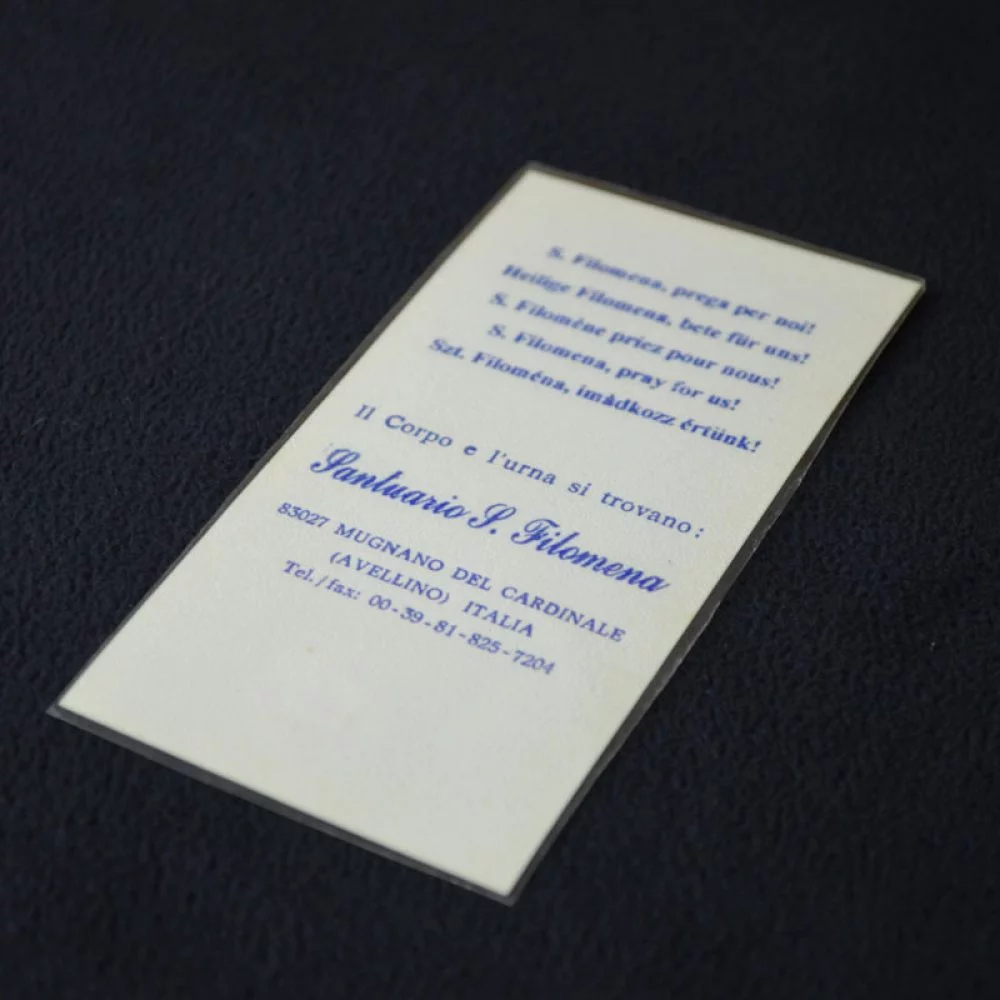 S. Filomena, prega per noi!
Heilige Filomena, bete für uns!
S. Filoméne priez pour nous!
S. Filomena, pray for us!
Szt. Filoména, imádkozz értünk!
Il Corpo e l'urna si trovano:
Santuario S. Filomena
83027 MUGNANO DEL CARDINALE
(AVELLINO) ITALIA
Tel./fax: 00-39-81-825-7204